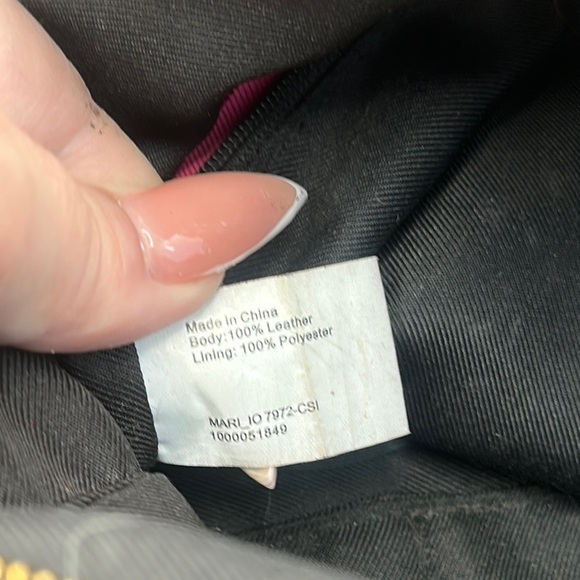 Made in China
Body:100% Leather
Lining: 100% Polyester
MARI_IO 7972-CSI
1000051849